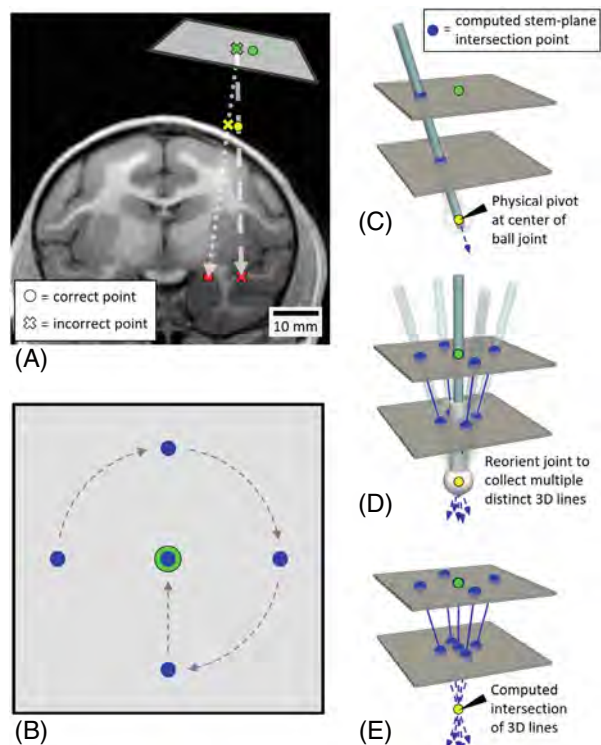 ○ = correct point
✖ = incorrect point
10 mm
(A)
(B)
● = computed stem-plane
intersection point
Physical pivot
at center of
ball joint
(C)
Reorient joint to
collect multiple
distinct 3D lines
(D)
Computed
intersection
of 3D lines
(E)